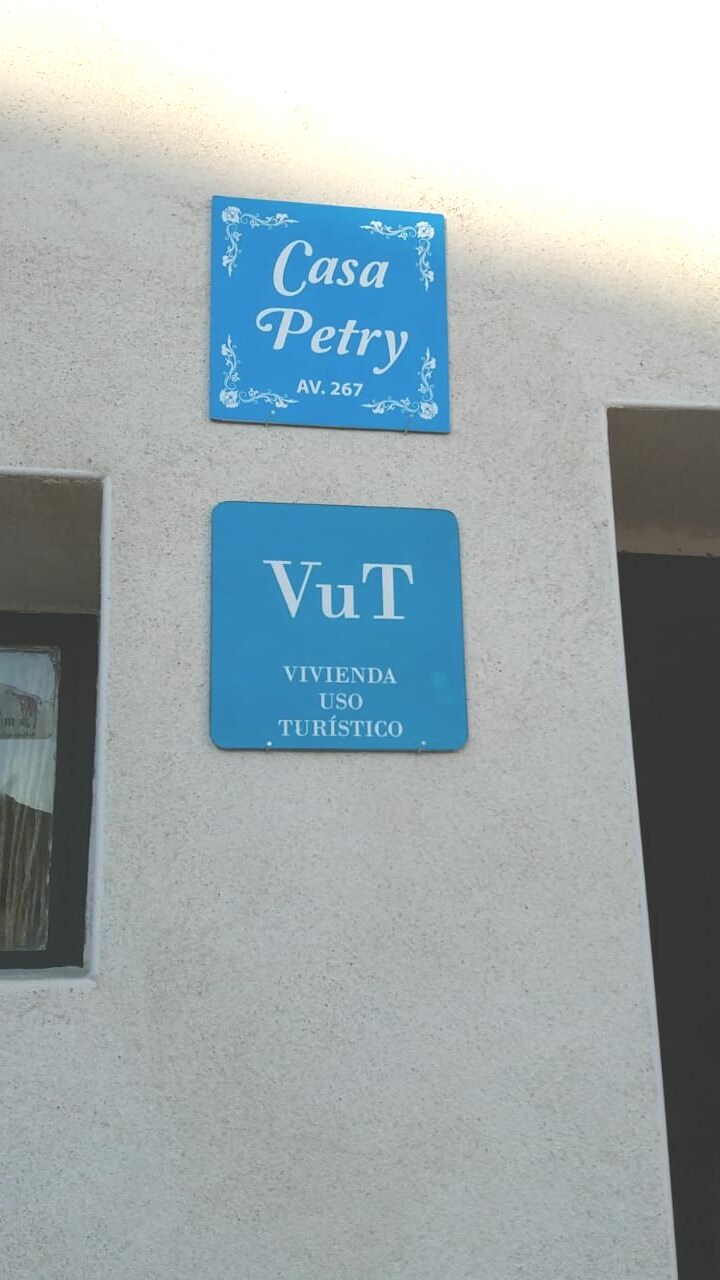 Casa
Petry
AV. 267
VuT
VIVIENDA
USO
TURÍSTICO